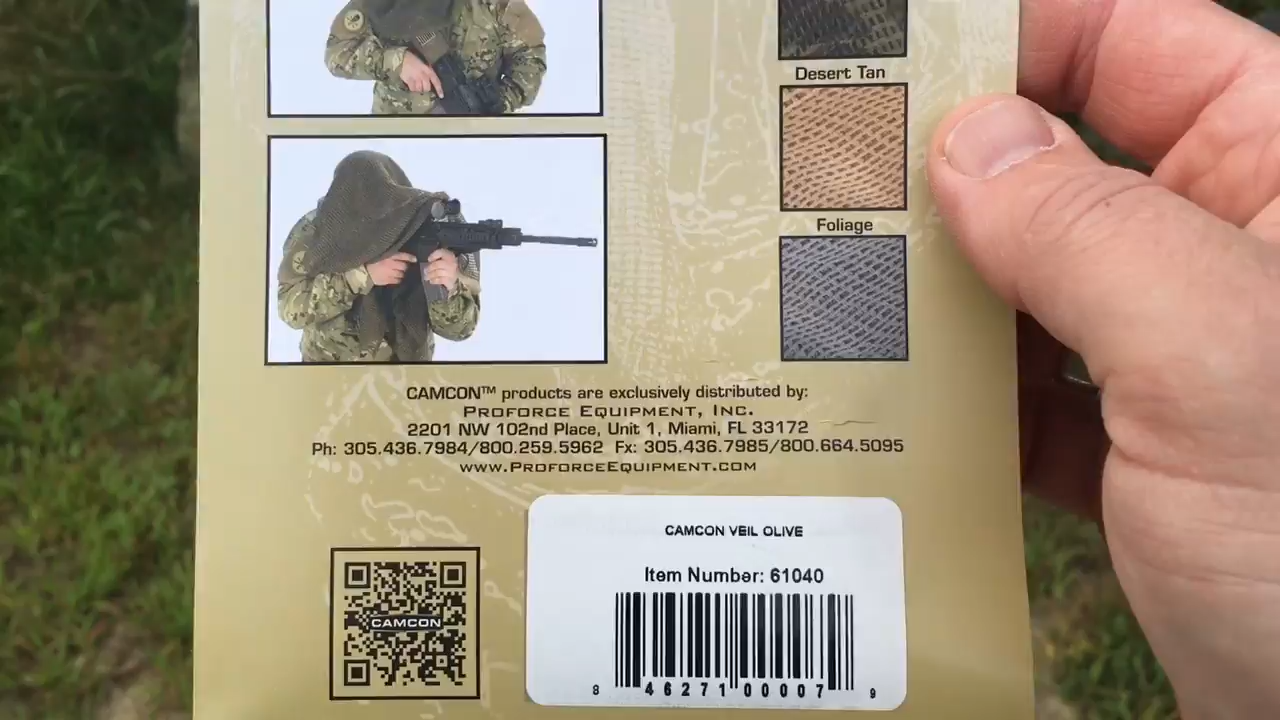 Desert Tan
Foliage
CAMCON™ products are exclusively distributed by:
PROFORCE EQUIPMENT, INC.
2201 NW 102nd Place, Unit 1, Miami, FL 33172
Ph: 305.436.7984/800.259.5962 Fx: 305.436.7985/800.664.5095
WWW.PROFORCEEQUIPMENT.COM
CAMCON VEIL OLIVE
Item Number: 61040
CAMCON
8 46271 00007 9